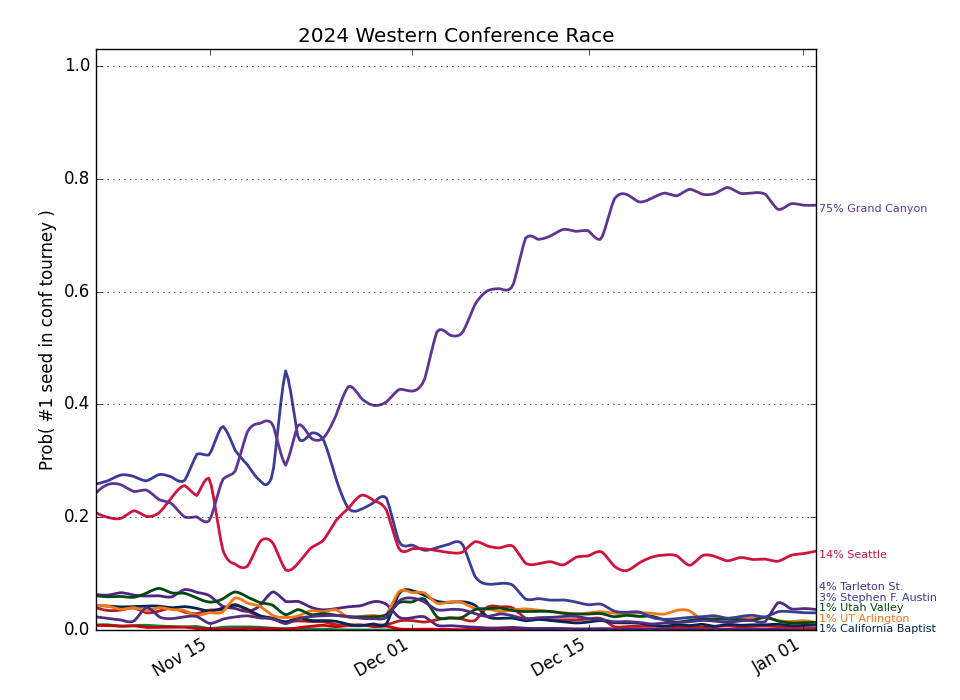 2024 Western Conference Race
Prob( #1 seed in conf tourney )
1.0
0.8
0.6
0.4
0.2
0.0
Nov 15
Dec 01
Dec 15
Jan 01
75% Grand Canyon
14% Seattle
4% Tarleton St.
3% Stephen F. Austin
1% Utah Valley
1% UT Arlington
1% California Baptist